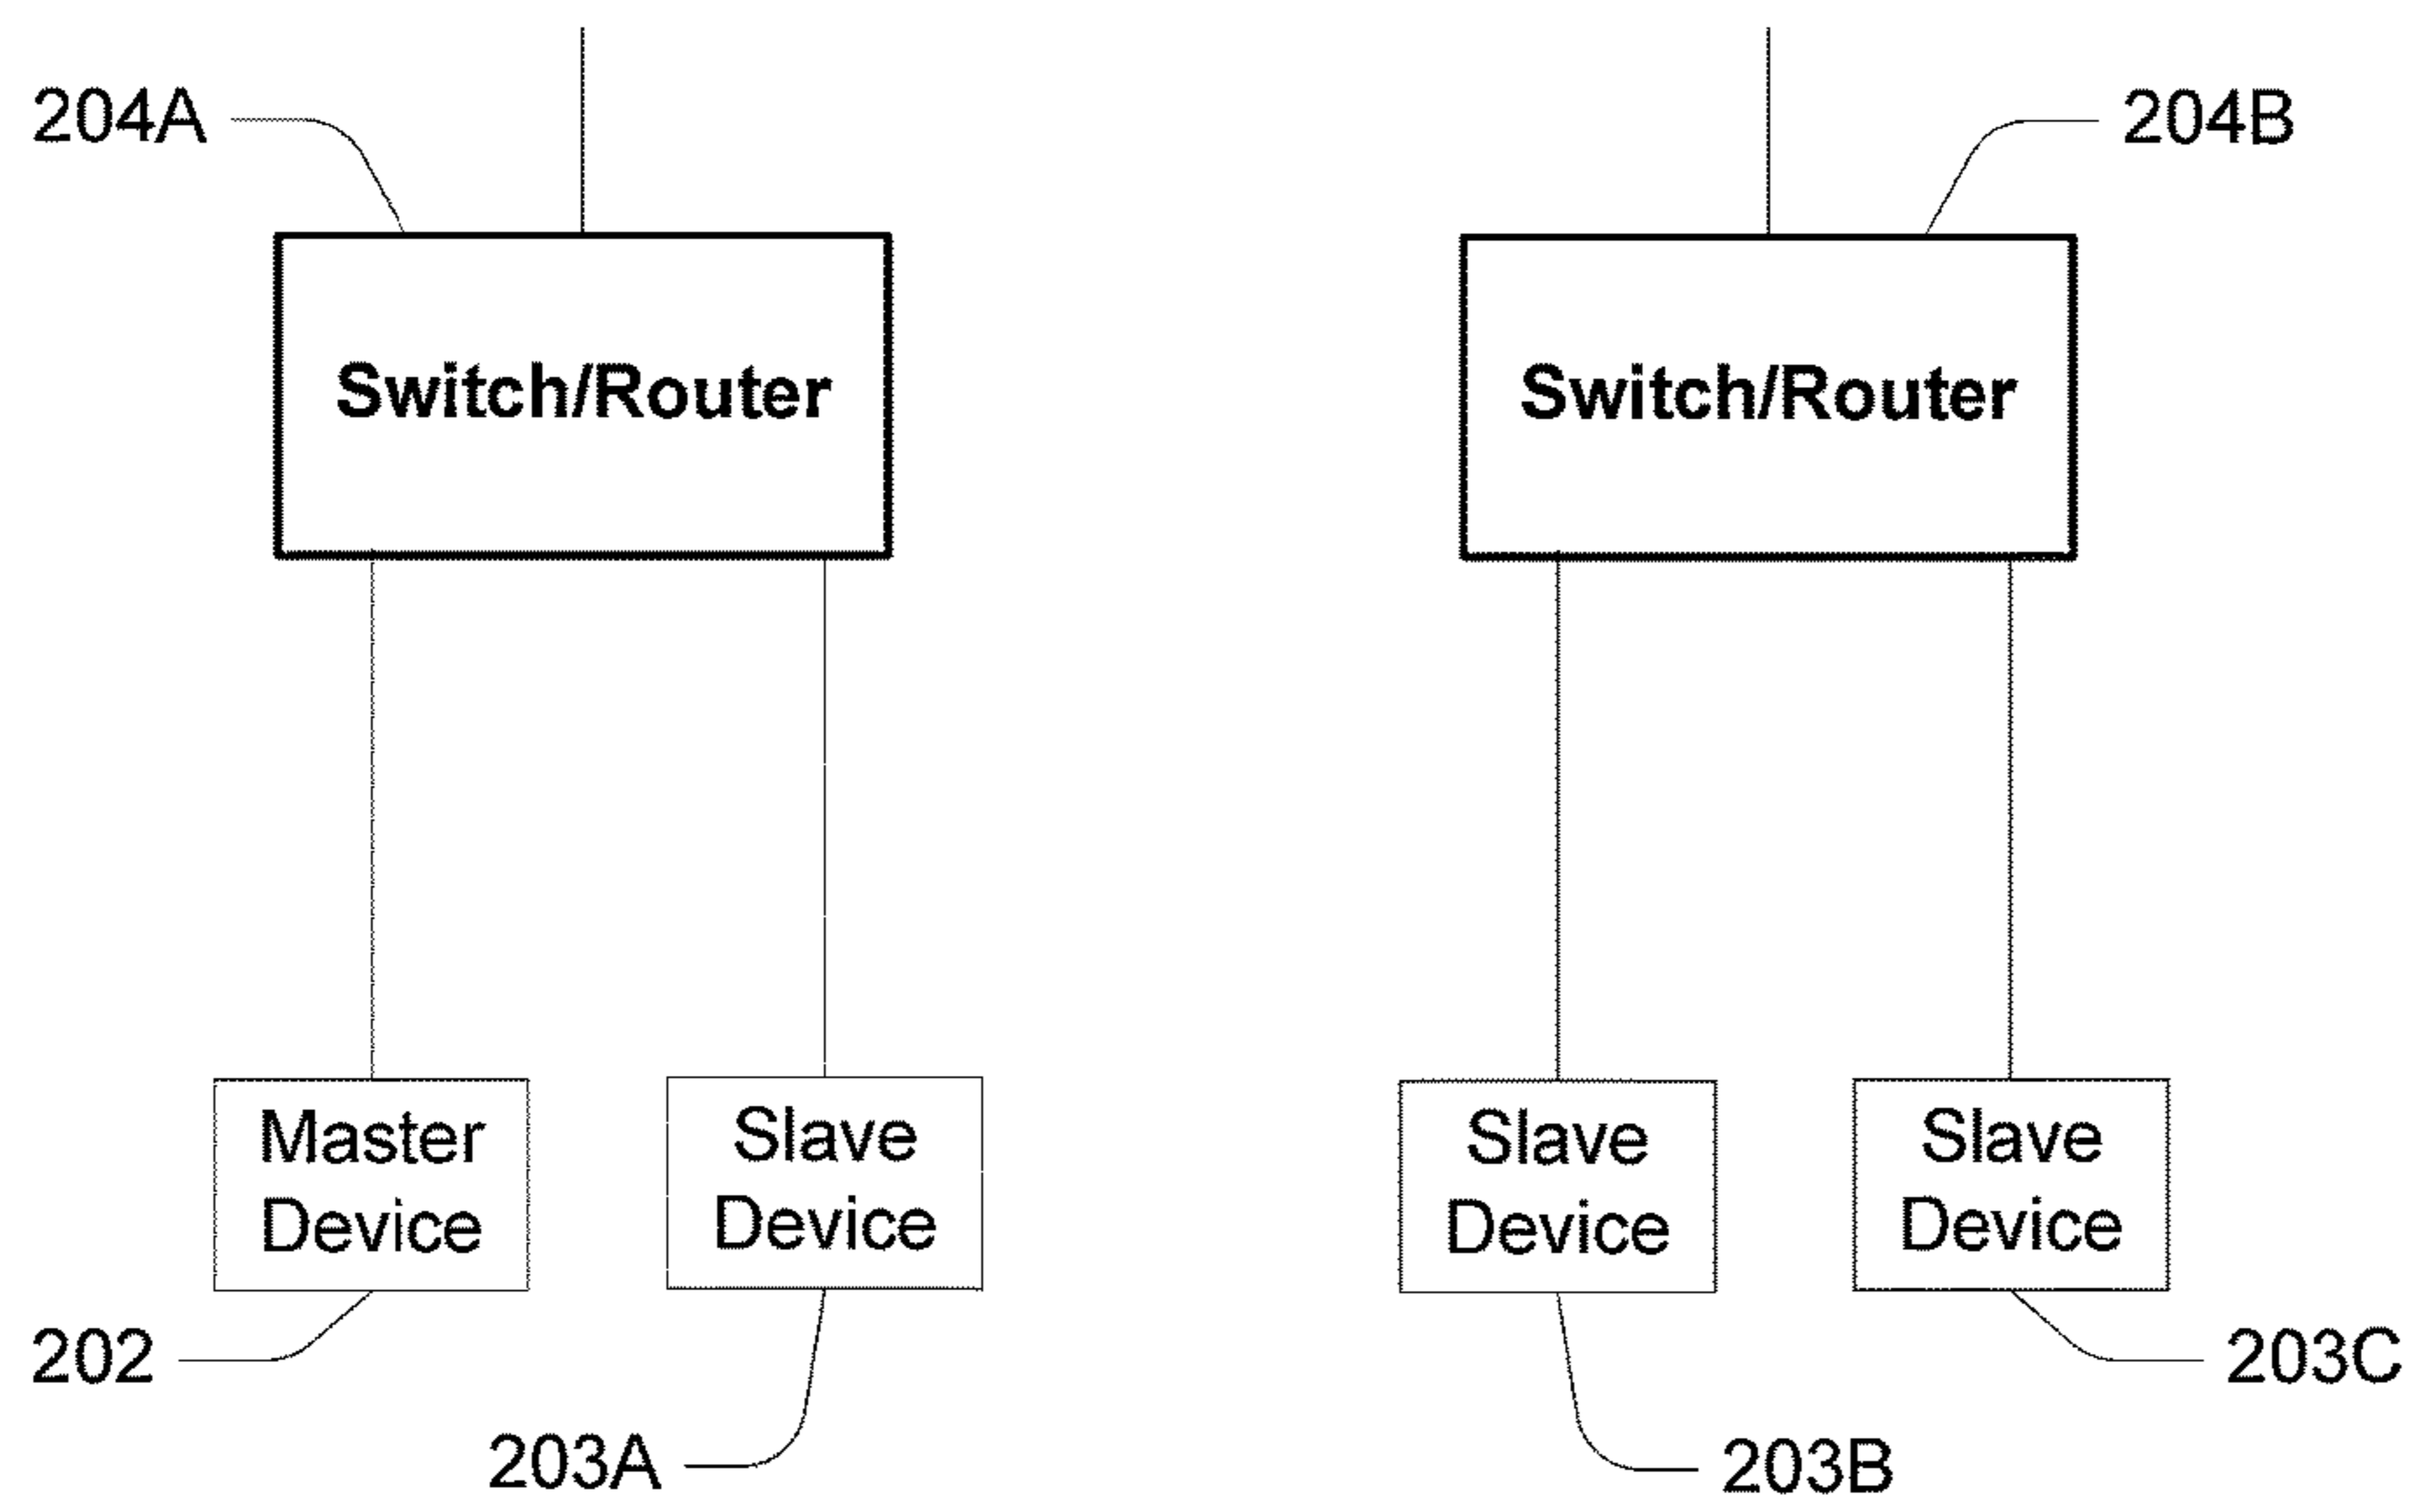 204A
204B
Switch/Router
Switch/Router
Master
Device
Slave
Device
Slave
Device
Slave
Device
202
203A
203B
203C